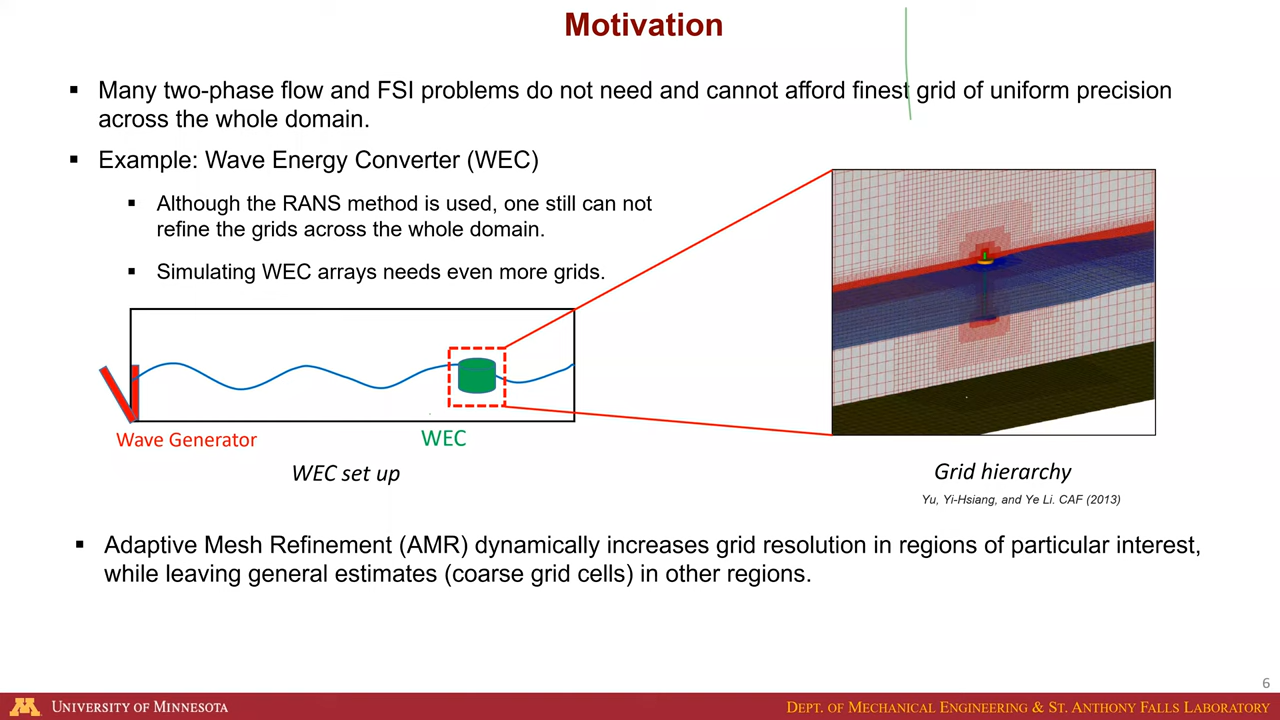 Motivation
▪ Many two-phase flow and FSI problems do not need and cannot afford finest grid of uniform precision
across the whole domain.
▪ Example: Wave Energy Converter (WEC)
▪ Although the RANS method is used, one still can not
refine the grids across the whole domain.
▪ Simulating WEC arrays needs even more grids.
Wave Generator
WEC
WEC set up
Grid hierarchy
Yu, Yi-Hsiang, and Ye Li. CAF (2013)
▪ Adaptive Mesh Refinement (AMR) dynamically increases grid resolution in regions of particular interest,
while leaving general estimates (coarse grid cells) in other regions.
6
M University of Minnesota
Dept. of Mechanical Engineering & St. Anthony Falls Laboratory